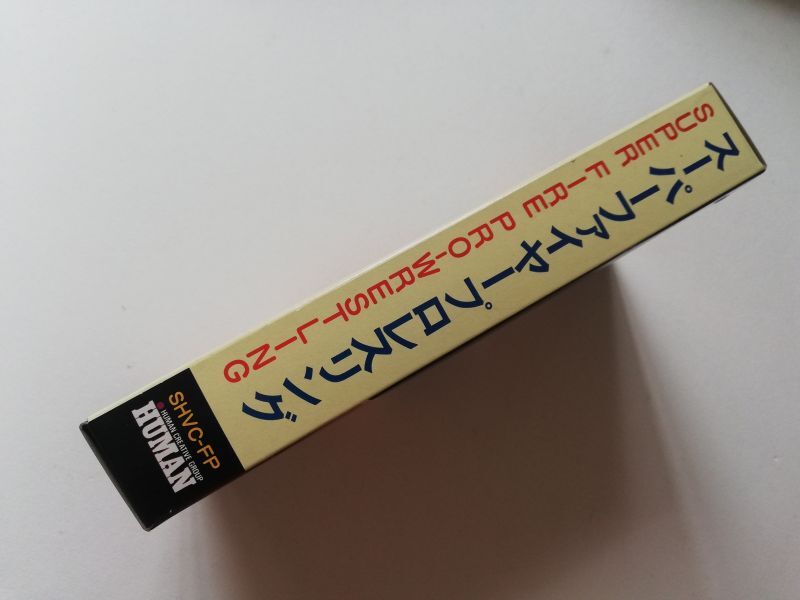 スーパーファイヤープロレスリング
SUPER FIRE PRO-WRESTLING
SHVC-FP
HUMAN CREATIVE GROUP
HUMAN